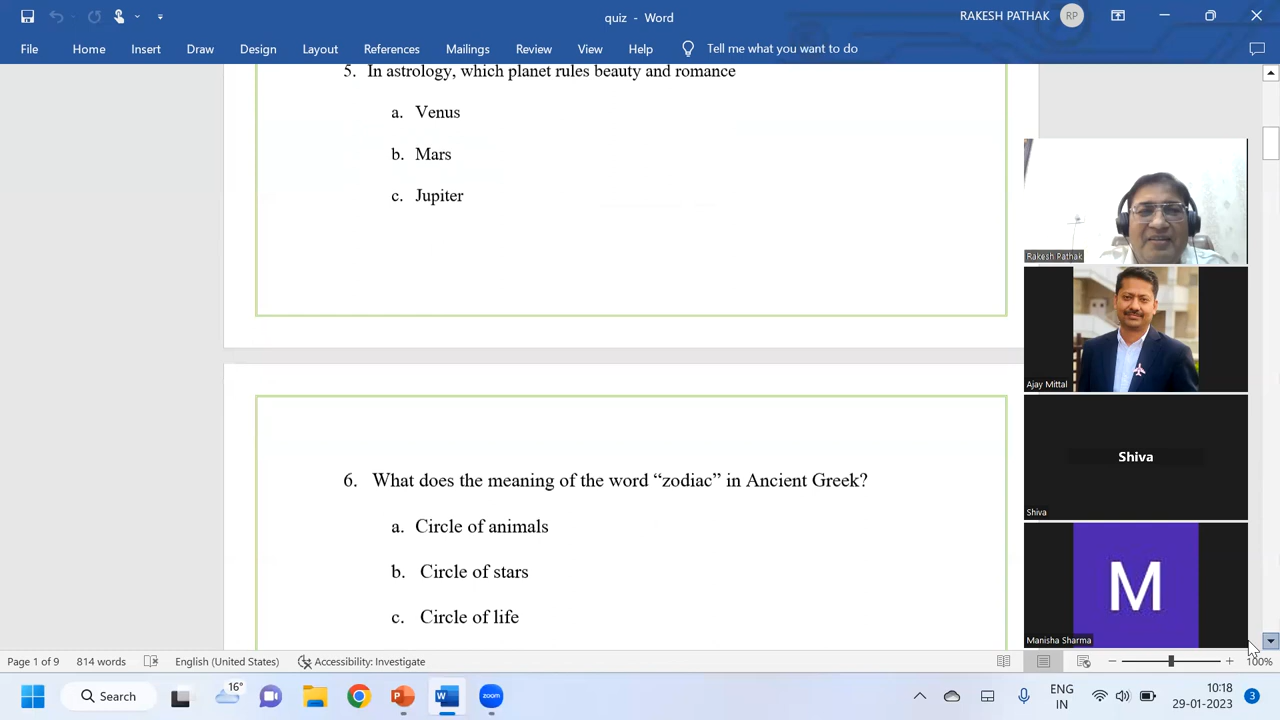 quiz - Word
RAKESH PATHAK
RP
File Home Insert Draw Design Layout References Mailings Review View Help Tell me what you want to do
5. In astrology, which planet rules beauty and romance
a. Venus
b. Mars
c. Jupiter
6. What does the meaning of the word “zodiac” in Ancient Greek?
a. Circle of animals
b. Circle of stars
c. Circle of life
Rakesh Pathak
Ajay Mittal
Shiva
Shiva
M
Manisha Sharma
Page 1 of 9 814 words English (United States) Accessibility: Investigate 100%
Search
16°
ENG
IN
10:18
29-01-2023
3